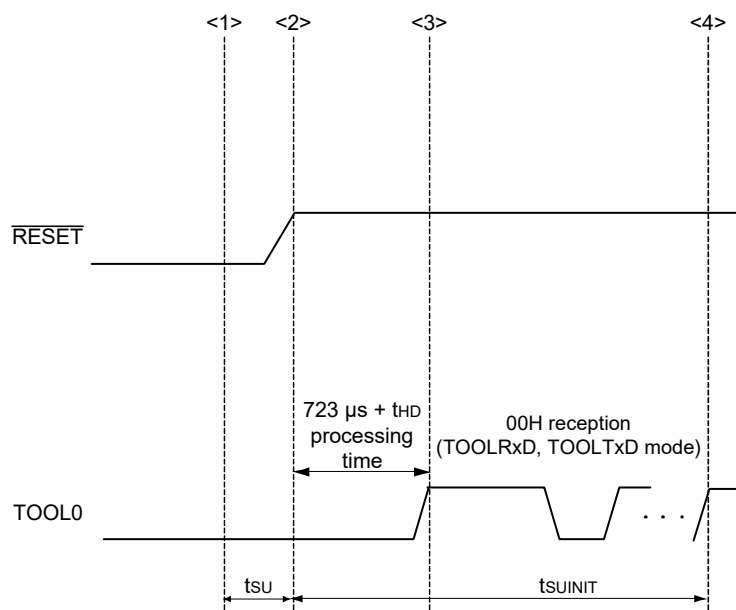 <1> <2> <3> <4>
RESET
723 µs + tHD
processing
time
00H reception
(TOOLRxD, TOOLTxD mode)
TOOL0
. . .
tSU
tSUINIT